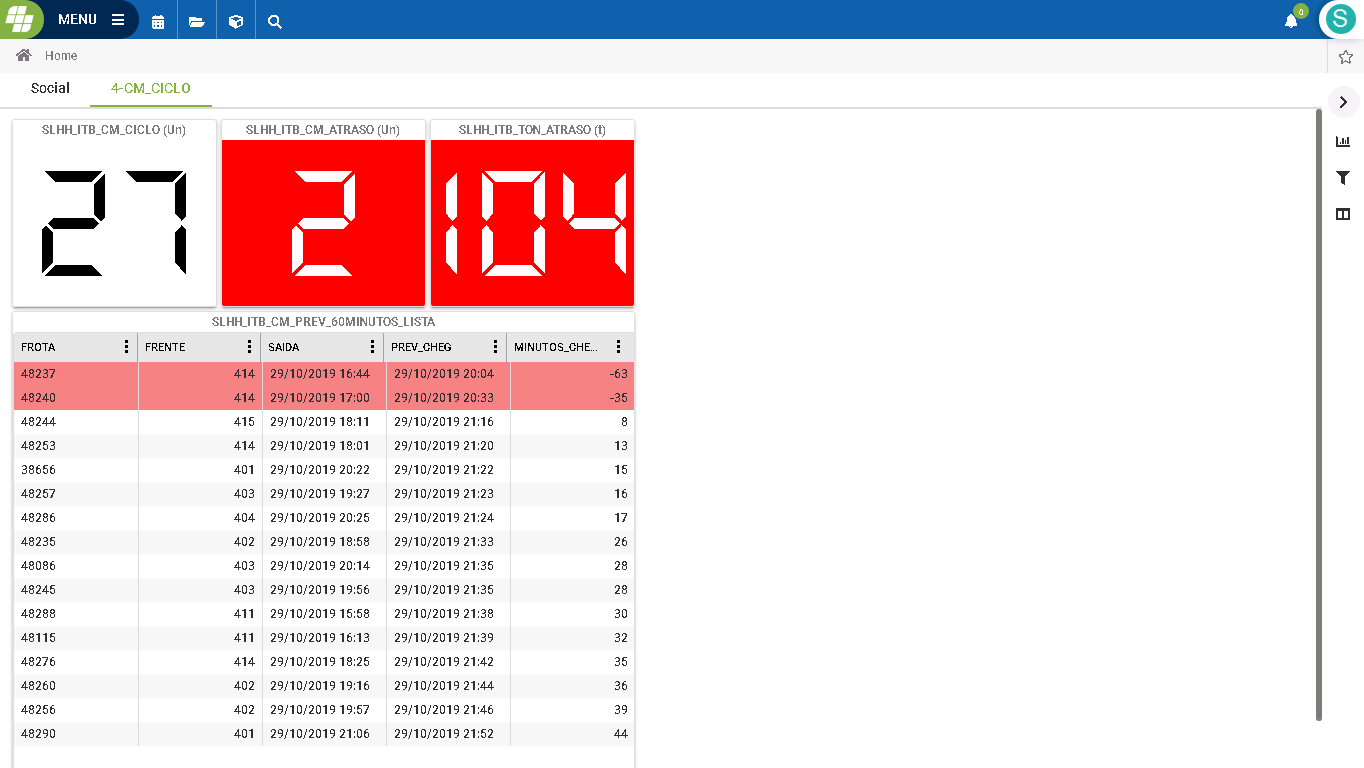 MENU
0
S
Home
Social 4-CM_CICLO
SLHH_ITB_CM_CICLO (Un) SLHH_ITB_CM_ATRASO (Un) SLHH_ITB_TON_ATRASO (t)
27 2 104
SLHH_ITB_CM_PREV_60MINUTOS_LISTA
FROTA FRENTE SAIDA PREV_CHEG MINUTOS_CHE...
48237 414 29/10/2019 16:44 29/10/2019 20:04 -63
48240 414 29/10/2019 17:00 29/10/2019 20:33 -35
48244 415 29/10/2019 18:11 29/10/2019 21:16 8
48253 414 29/10/2019 18:01 29/10/2019 21:20 13
38656 401 29/10/2019 20:22 29/10/2019 21:22 15
48257 403 29/10/2019 19:27 29/10/2019 21:23 16
48286 404 29/10/2019 20:25 29/10/2019 21:24 17
48235 402 29/10/2019 18:58 29/10/2019 21:33 26
48086 403 29/10/2019 20:14 29/10/2019 21:35 28
48245 403 29/10/2019 19:56 29/10/2019 21:35 28
48288 411 29/10/2019 15:58 29/10/2019 21:38 30
48115 411 29/10/2019 16:13 29/10/2019 21:39 32
48276 414 29/10/2019 18:25 29/10/2019 21:42 35
48260 402 29/10/2019 19:16 29/10/2019 21:44 36
48256 402 29/10/2019 19:57 29/10/2019 21:46 39
48290 401 29/10/2019 21:06 29/10/2019 21:52 44